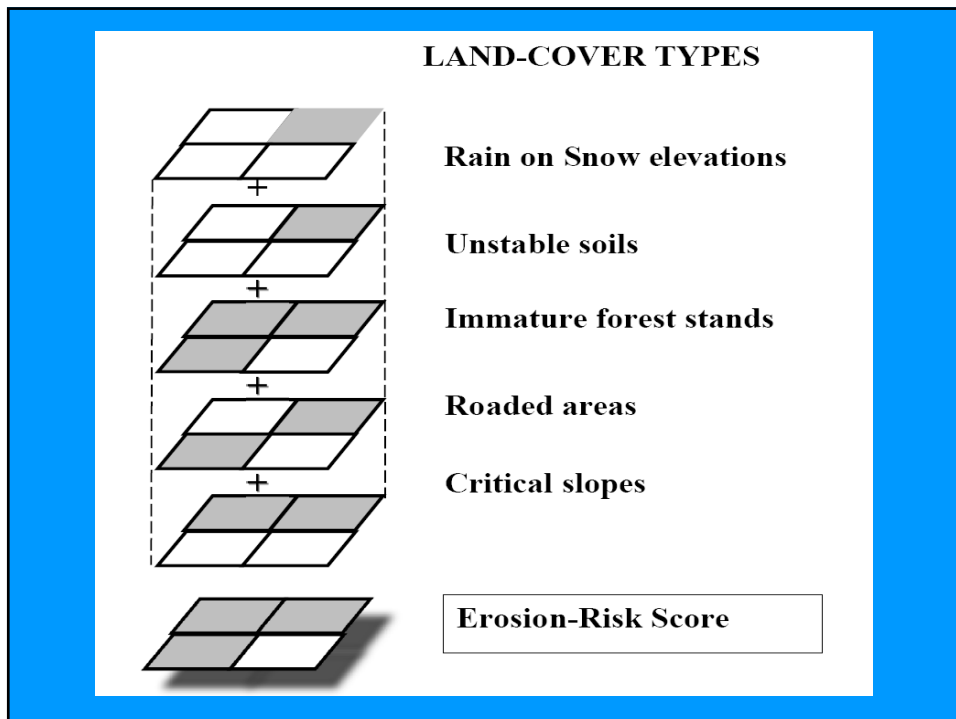 LAND-COVER TYPES
Rain on Snow elevations
+
Unstable soils
+
Immature forest stands
+
Roaded areas
+
Critical slopes
Erosion-Risk Score